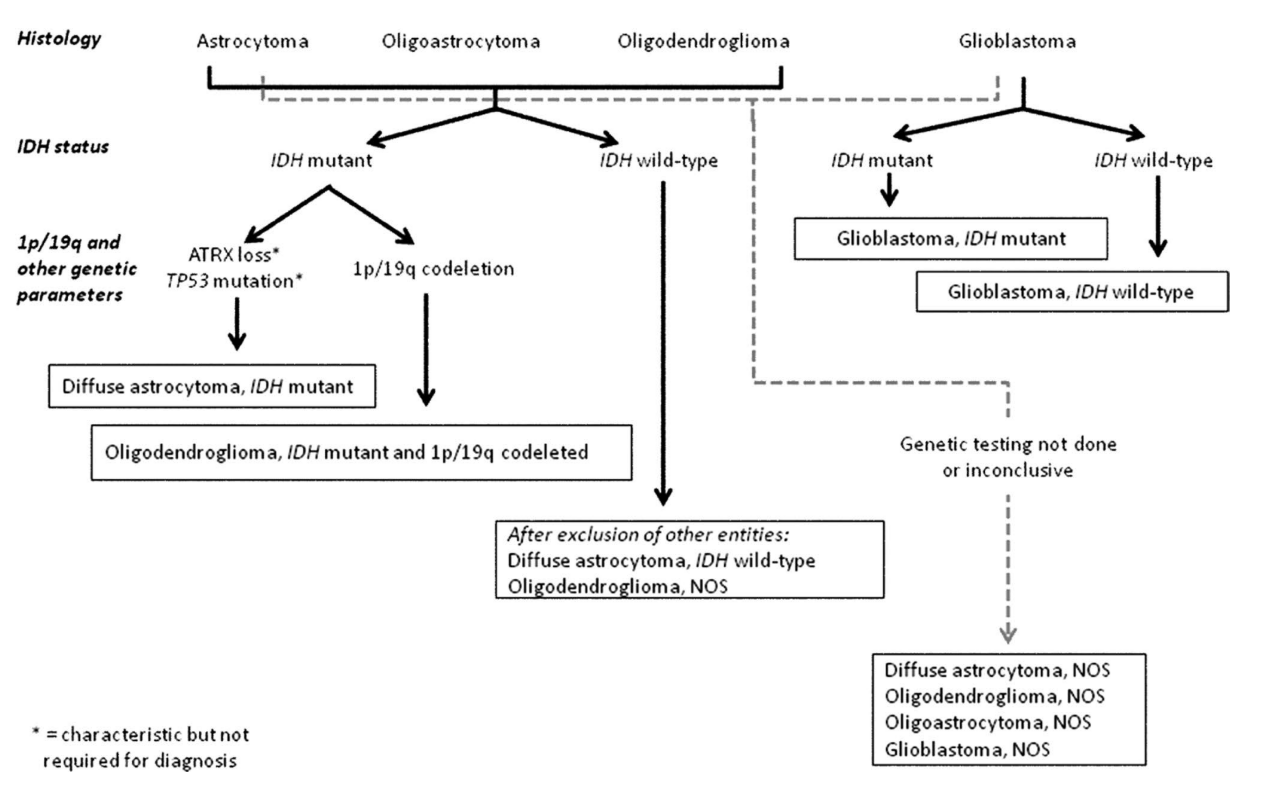 Histology
Astrocytoma
Oligoastrocytoma
Oligodendroglioma
Glioblastoma
IDH status
IDH mutant
IDH wild-type
IDH mutant
IDH wild-type
1p/19q and
other genetic
parameters
ATRX loss*
TP53 mutation*
1p/19q codeletion
Glioblastoma, IDH mutant
Glioblastoma, IDH wild-type
Diffuse astrocytoma, IDH mutant
Oligodendroglioma, IDH mutant and 1p/19q codeleted
Genetic testing not done
or inconclusive
After exclusion of other entities:
Diffuse astrocytoma, IDH wild-type
Oligodendroglioma, NOS
Diffuse astrocytoma, NOS
Oligodendroglioma, NOS
Oligoastrocytoma, NOS
Glioblastoma, NOS
* = characteristic but not
required for diagnosis